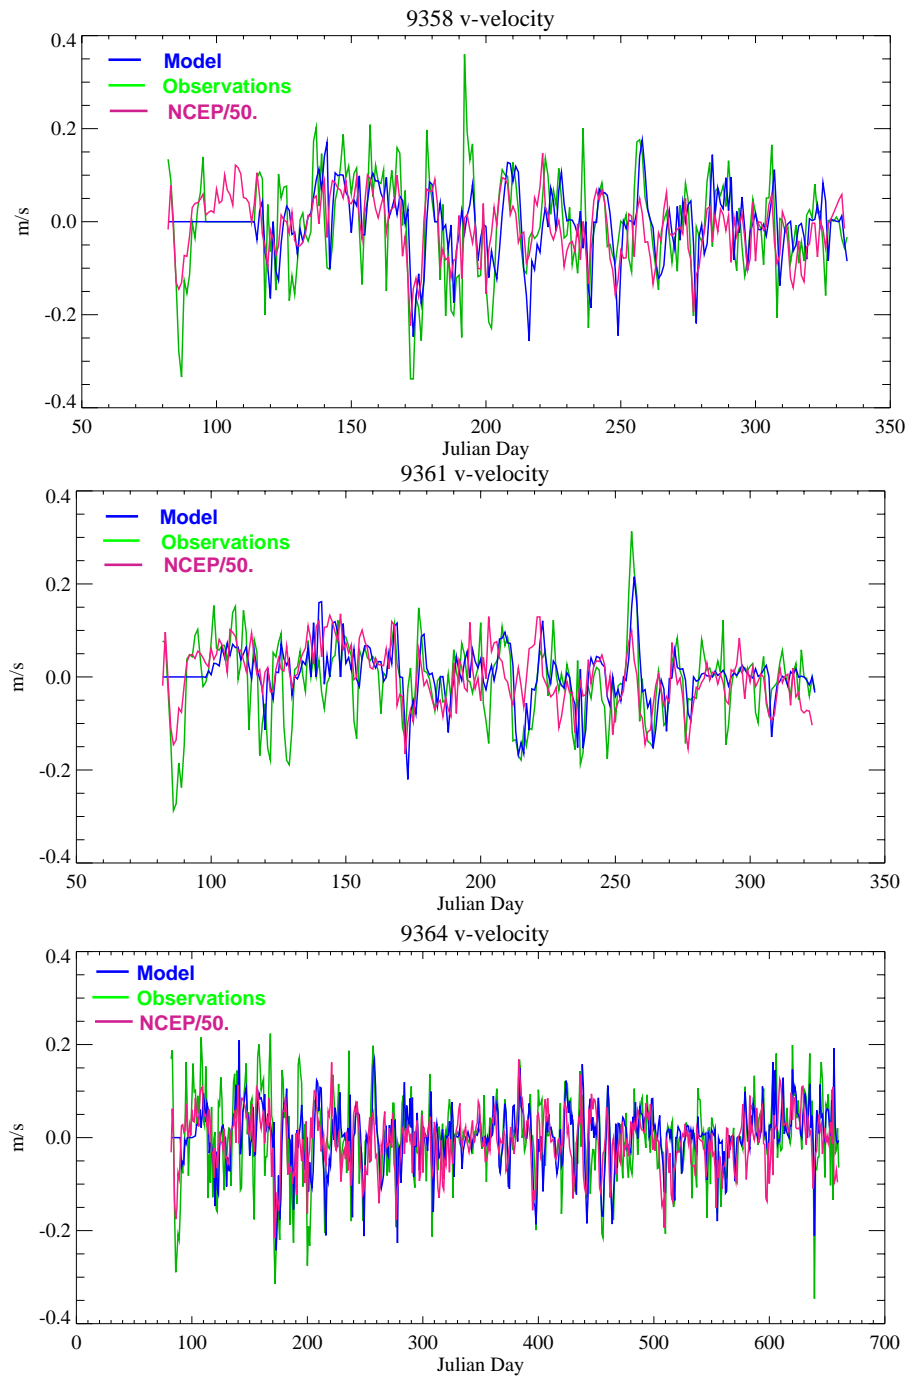 9358 v-velocity
0.4
Model
Observations
NCEP/50.
0.2
0.0
m/s
-0.2
-0.4
50 100 150 200 250 300 350
Julian Day
9361 v-velocity
0.4
Model
Observations
NCEP/50.
0.2
0.0
m/s
-0.2
-0.4
50 100 150 200 250 300 350
Julian Day
9364 v-velocity
0.4
Model
Observations
NCEP/50.
0.2
0.0
m/s
-0.2
-0.4
0 100 200 300 400 500 600 700
Julian Day